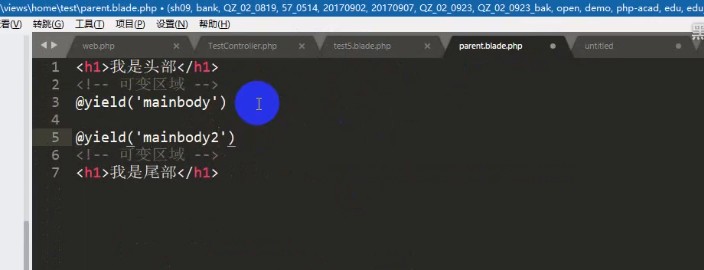 \views\home\test\parent.blade.php • (sh09, bank, QZ_02_0819, 57_0514, 20170902, 20170907, QZ_02_0923, QZ_02_0923_bak, open, demo, php-acad, edu, edu
看(V) 跳跃(G) 工具(T) 项目(P) 设置(N) 帮助(H)
web.php TestController.php test5.blade.php parent.blade.php untitled
黑
1 <h1>我是头部</h1>
2 <!-- 可变区域 -->
3 @yield('mainbody')
4
5 @yield('mainbody2')
6 <!-- 可变区域 -->
7 <h1>我是尾部</h1>